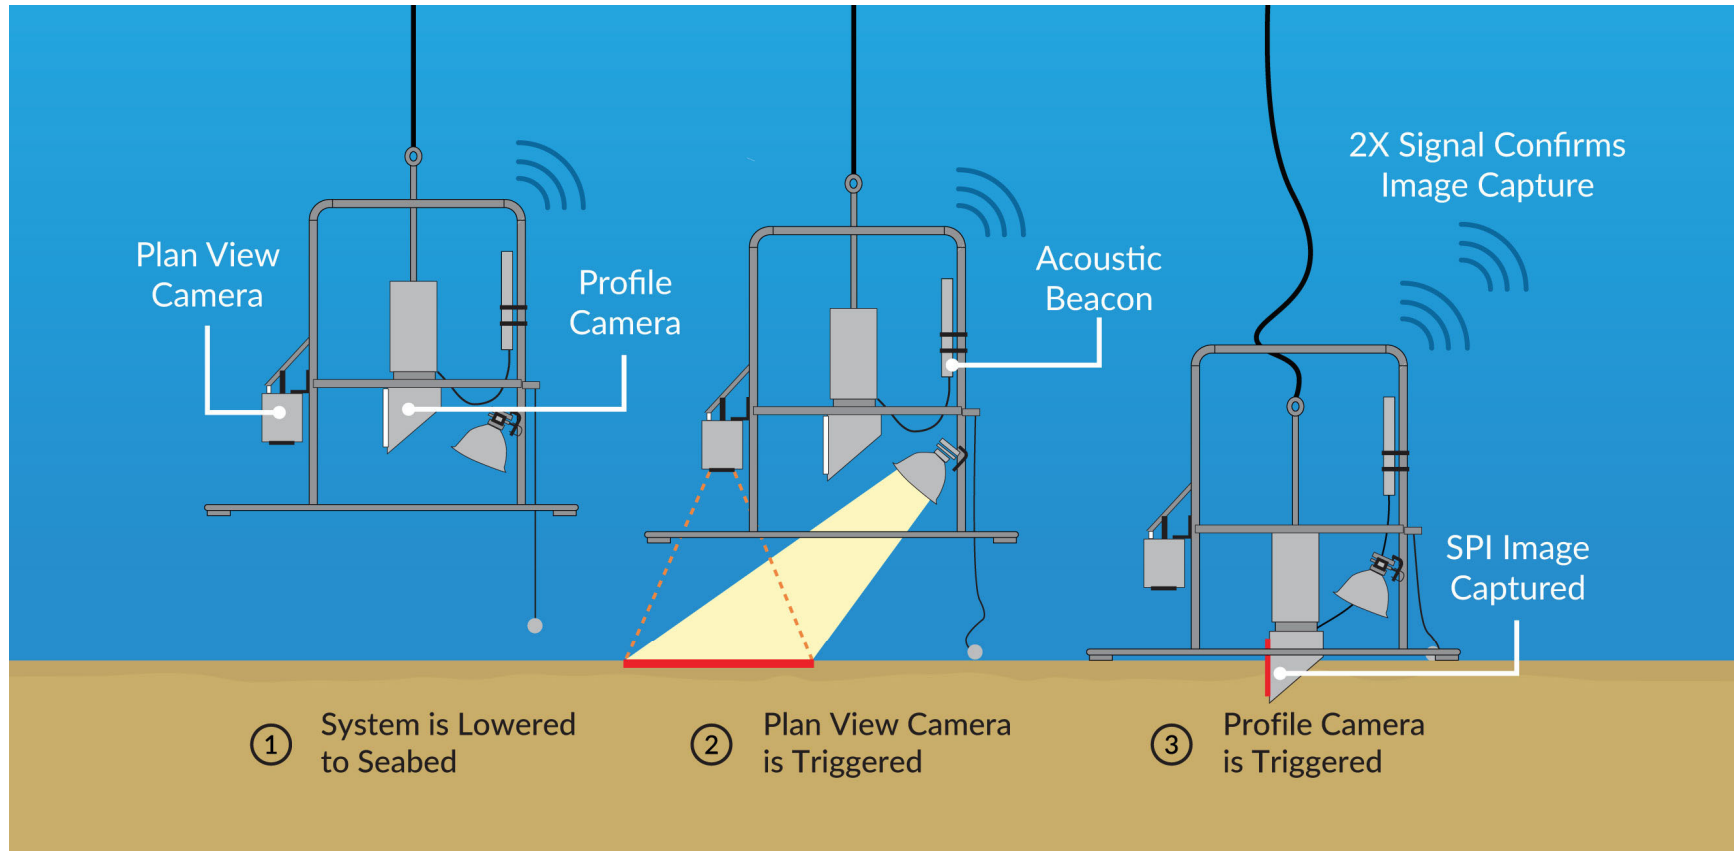 2X Signal Confirms
Image Capture
Plan View
Camera
Profile
Camera
Acoustic
Beacon
SPI Image
Captured
1
System is Lowered
to Seabed
2
Plan View Camera
is Triggered
3
Profile Camera
is Triggered